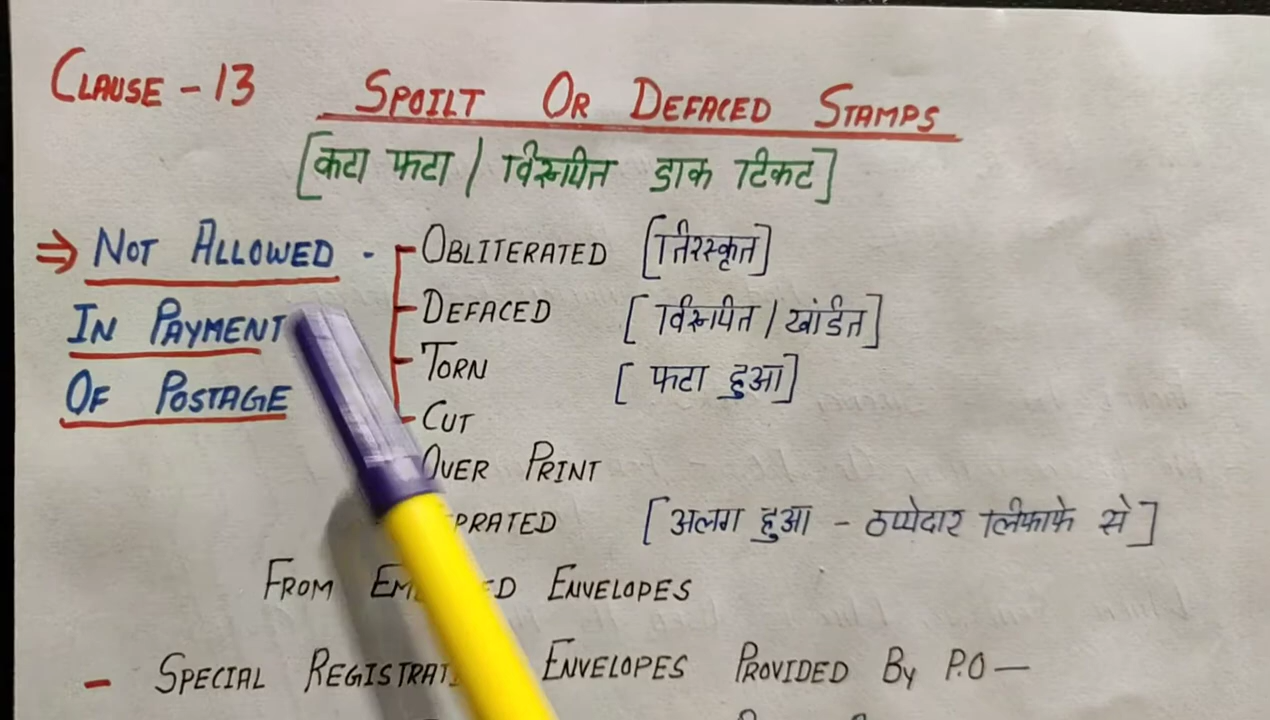 CLAUSE - 13 SPOILT OR DEFACED STAMPS
[कटा फटा / विरूपित डाक टिकट]
⇒ NOT ALLOWED - OBLITERATED [तिरस्कृत]
IN PAYMENT DEFACED [विरूपित / खंडित]
TORN [फटा हुआ]
OF POSTAGE
CUT
OVER PRINT
[अलग हुआ - ठप्पेदार लिफाफे से]
FROM ENVELOPES
- SPECIAL ENVELOPES PROVIDED BY P.O —